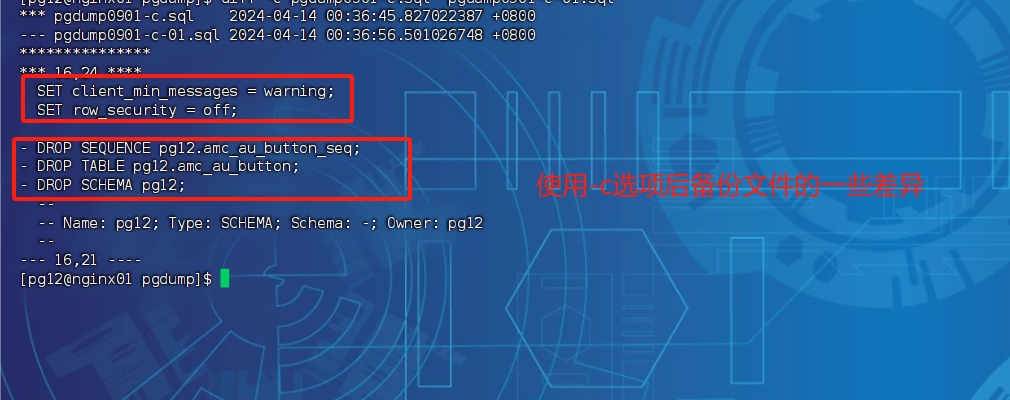 [pg12@nginx01 pgdump]$ diff -c pgdump0901-c.sql pgdump0901-c-01.sql
*** pgdump0901-c.sql    2024-04-14 00:36:45.827022387 +0800
--- pgdump0901-c-01.sql 2024-04-14 00:36:56.501026748 +0800
***************
*** 16,24 ****
  SET client_min_messages = warning;
  SET row_security = off;
- DROP SEQUENCE pg12.amc_au_button_seq;
- DROP TABLE pg12.amc_au_button;
- DROP SCHEMA pg12;
使用-c选项后备份文件的一些差异
  --
  -- Name: pg12; Type: SCHEMA; Schema: -; Owner: pg12
  --
--- 16,21 ----
[pg12@nginx01 pgdump]$